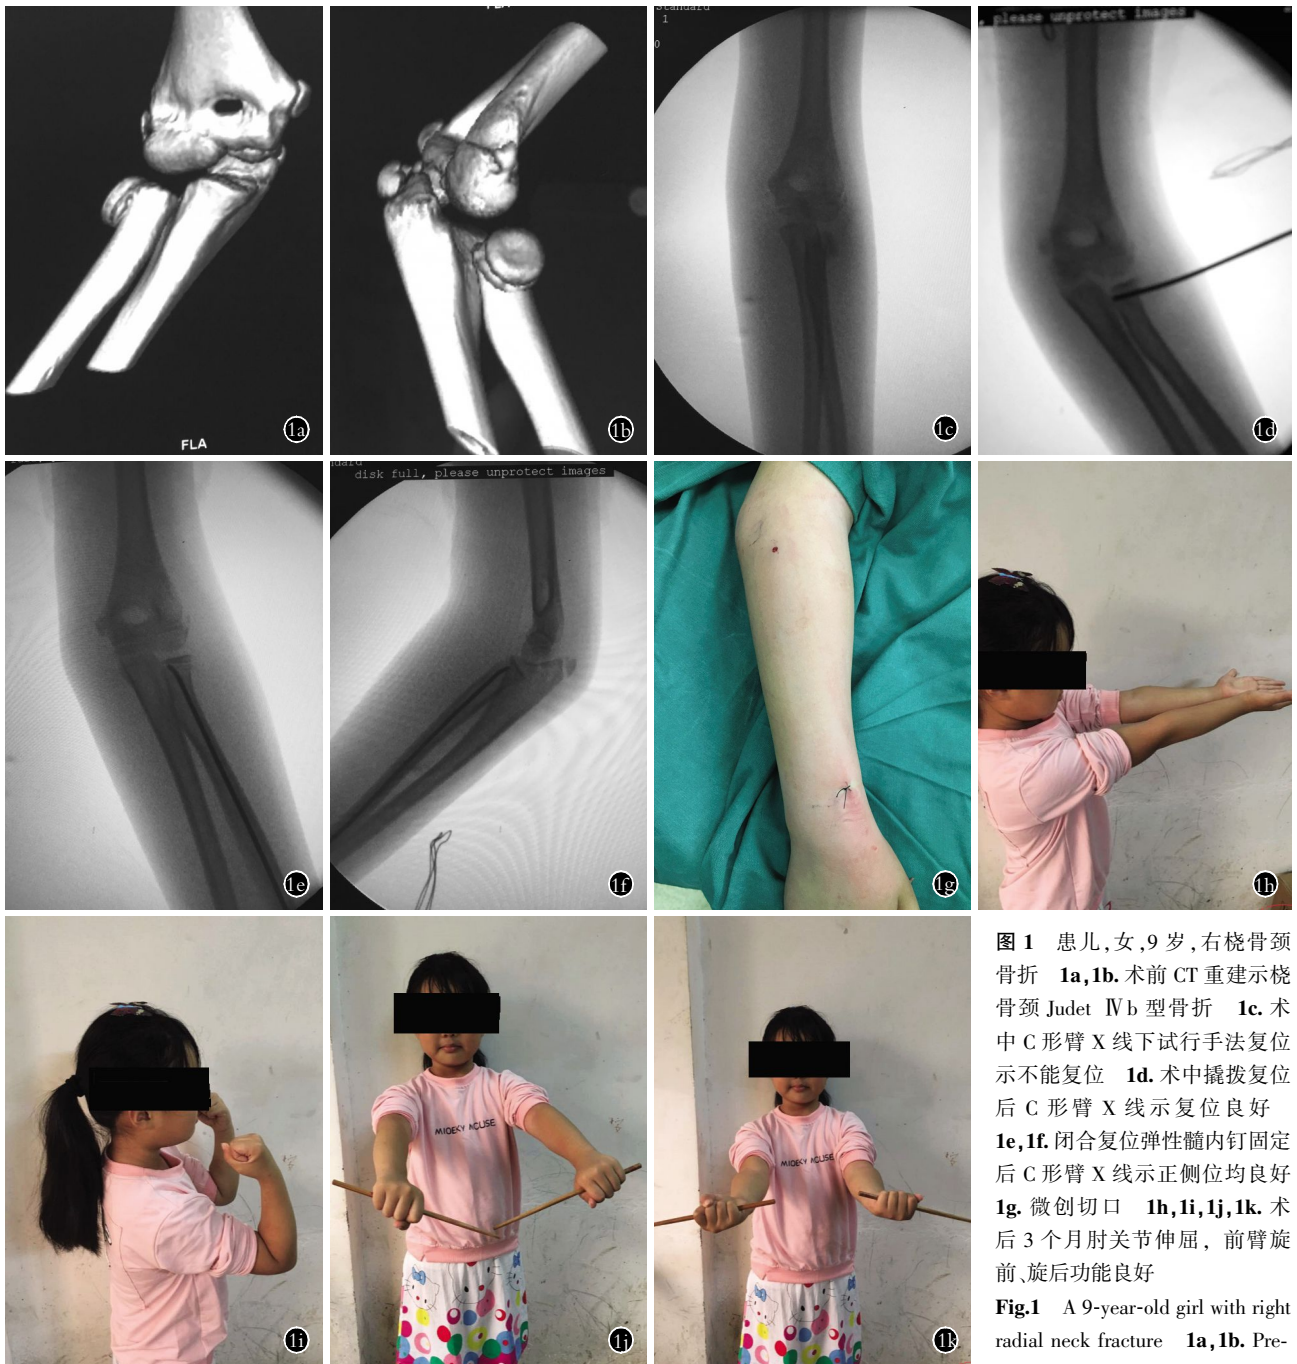 FLA
1a
1b
Standard
1
0
1c
, please unprotect images
1d
1e
disk full, please unprotect images
1f
1g
1h
1i
MIDEKY MOUSE
1j
MIDEKY MOUSE
1k
图 1 患儿,女,9 岁,右桡骨颈
骨折 1a,1b. 术前 CT 重建示桡
骨颈 Judet Ⅳb 型骨折 1c. 术
中 C 形臂 X 线下试行手法复位
示不能复位 1d. 术中撬拨复位
后 C 形臂 X 线示复位良好
1e,1f. 闭合复位弹性髓内钉固定
后 C 形臂 X 线示正侧位均良好
1g. 微创切口 1h,1i,1j,1k. 术
后 3 个月肘关节伸屈, 前臂旋
前、旋后功能良好
Fig.1 A 9-year-old girl with right
radial neck fracture 1a,1b. Pre-